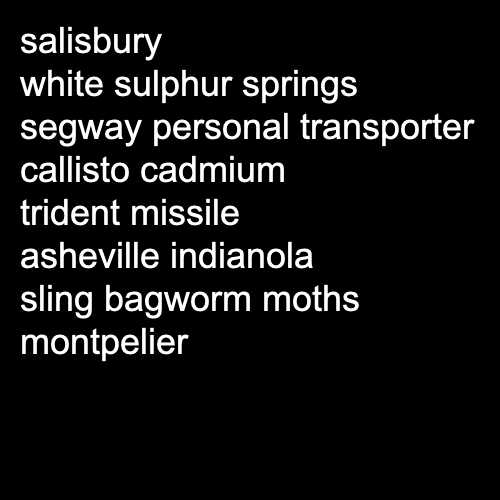 salisbury
white sulphur springs
segway personal transporter
callisto cadmium
trident missile
asheville indianola
sling bagworm moths
montpelier